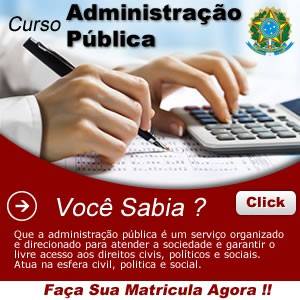 Curso Administração
Pública
Você Sabia ?
Click
Que a administração pública é um serviço organizado
e direcionado para atender a sociedade e garantir o
livre acesso aos direitos civis, políticos e sociais.
Atua na esfera civil, politica e social.
Faça Sua Matricula Agora !!